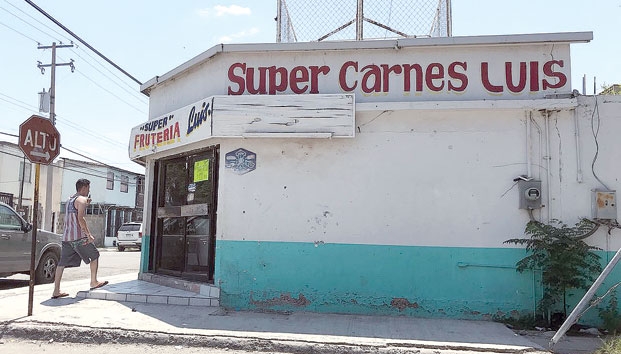 Super Carnes Luis
"SUPER"
FRUTERIA Luis
ALTO